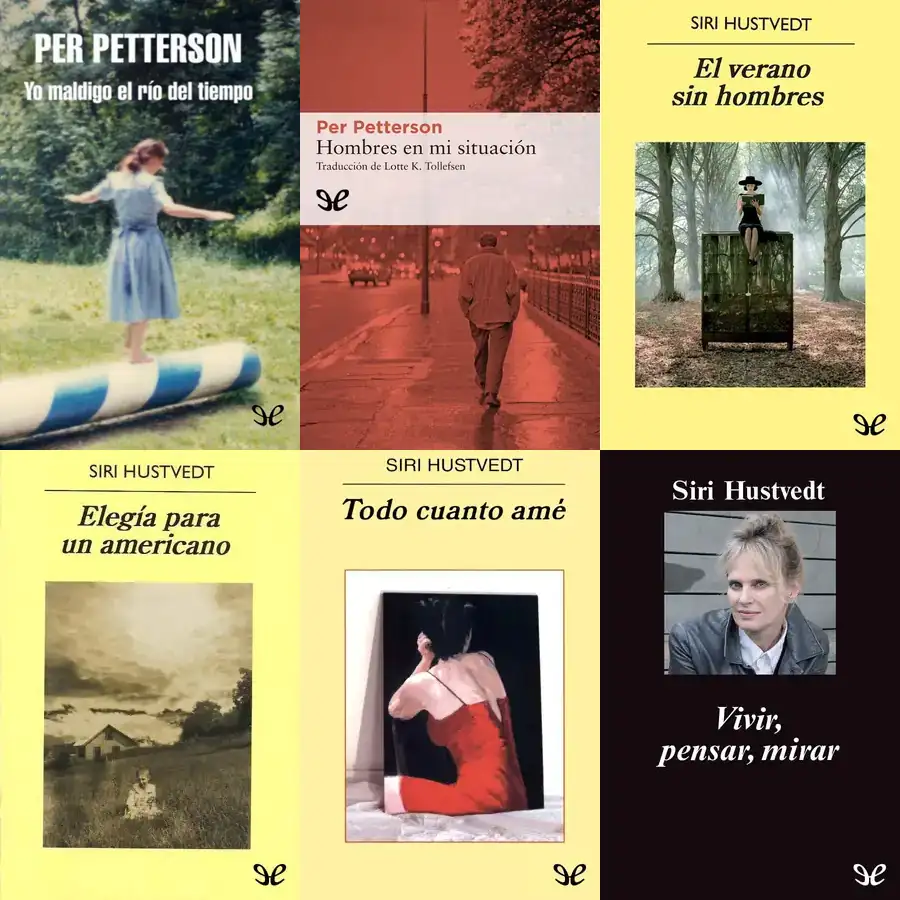 PER PETTERSON
Yo maldigo el río del tiempo
Per Petterson
Hombres en mi situación
Traducción de Lotte K. Tollefsen
SIRI HUSTVEDT
El verano
sin hombres
SIRI HUSTVEDT
Elegía para
un americano
SIRI HUSTVEDT
Todo cuanto amé
Siri Hustvedt
Vivir,
pensar, mirar